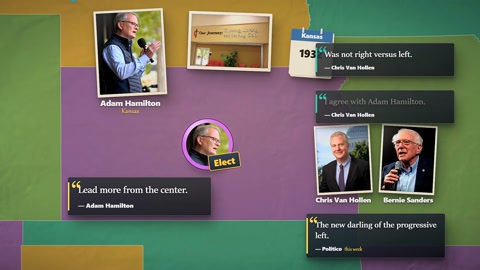 Our Journey:
Kansas
193
Was not right versus left.
— Chris Van Hollen
Adam Hamilton
Kansas
I agree with Adam Hamilton.
— Chris Van Hollen
Elect
Lead more from the center.
— Adam Hamilton
Chris Van Hollen
Bernie Sanders
The new darling of the progressive
left.
— Politico this week